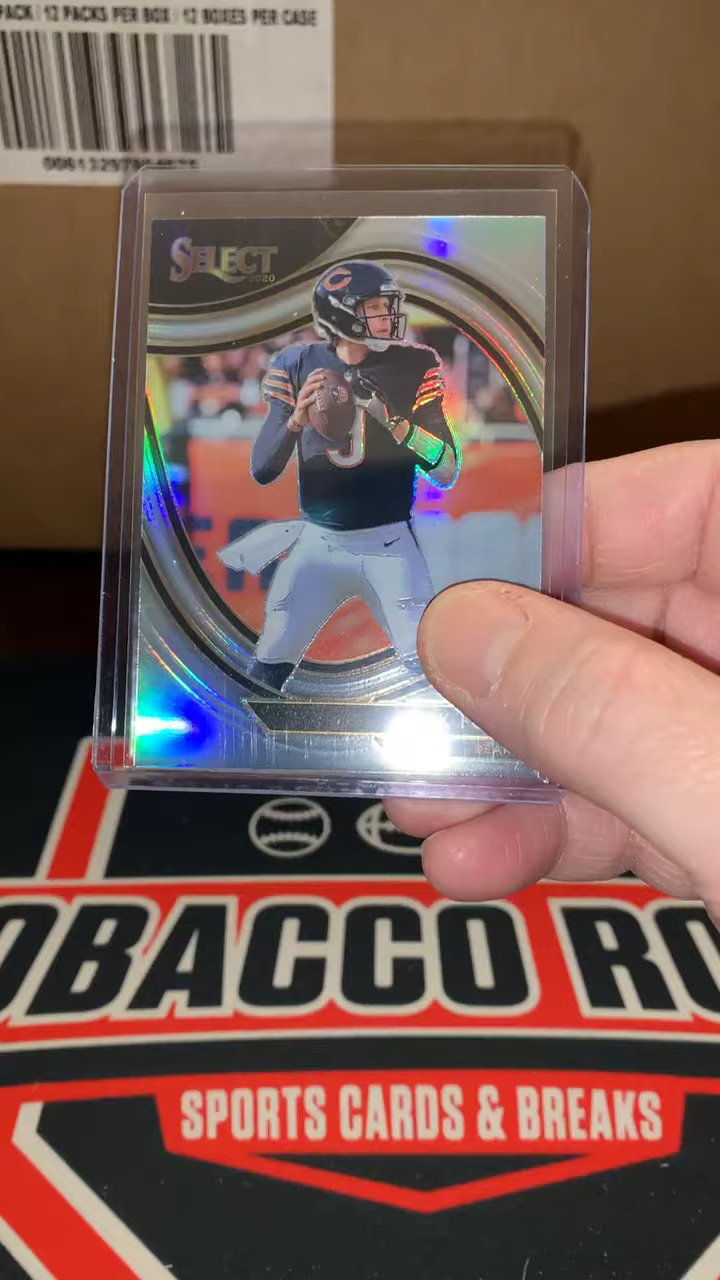 PACK / 12 PACKS PER BOX / 12 BOXES PER CASE
SELECT
2020
C
OBACCO RO
SPORTS CARDS & BREAKS